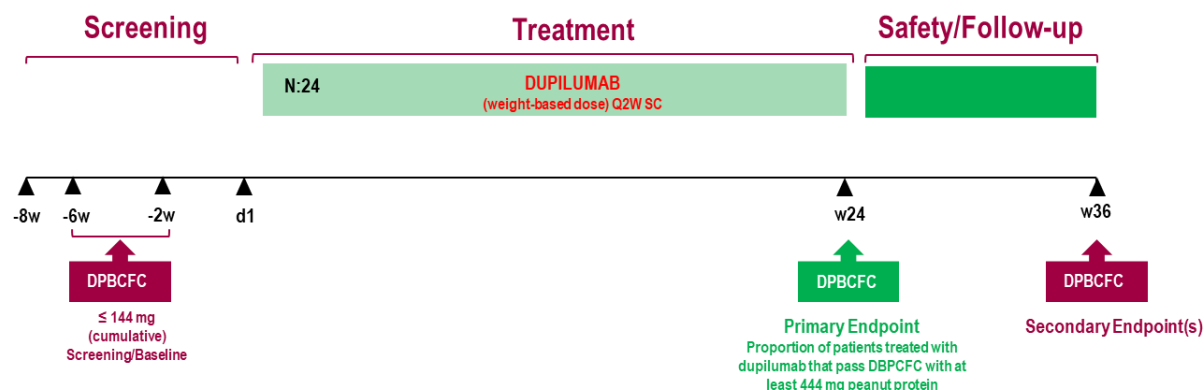 Screening
Treatment
Safety/Follow-up
N:24
DUPILUMAB
(weight-based dose) Q2W SC
-8w
-6w
-2w
d1
w24
w36
DPBCFC
DPBCFC
DPBCFC
≤ 144 mg
(cumulative)
Screening/Baseline
Primary Endpoint
Proportion of patients treated with
dupilumab that pass DBPCFC with at
least 444 mg peanut protein
Secondary Endpoint(s)